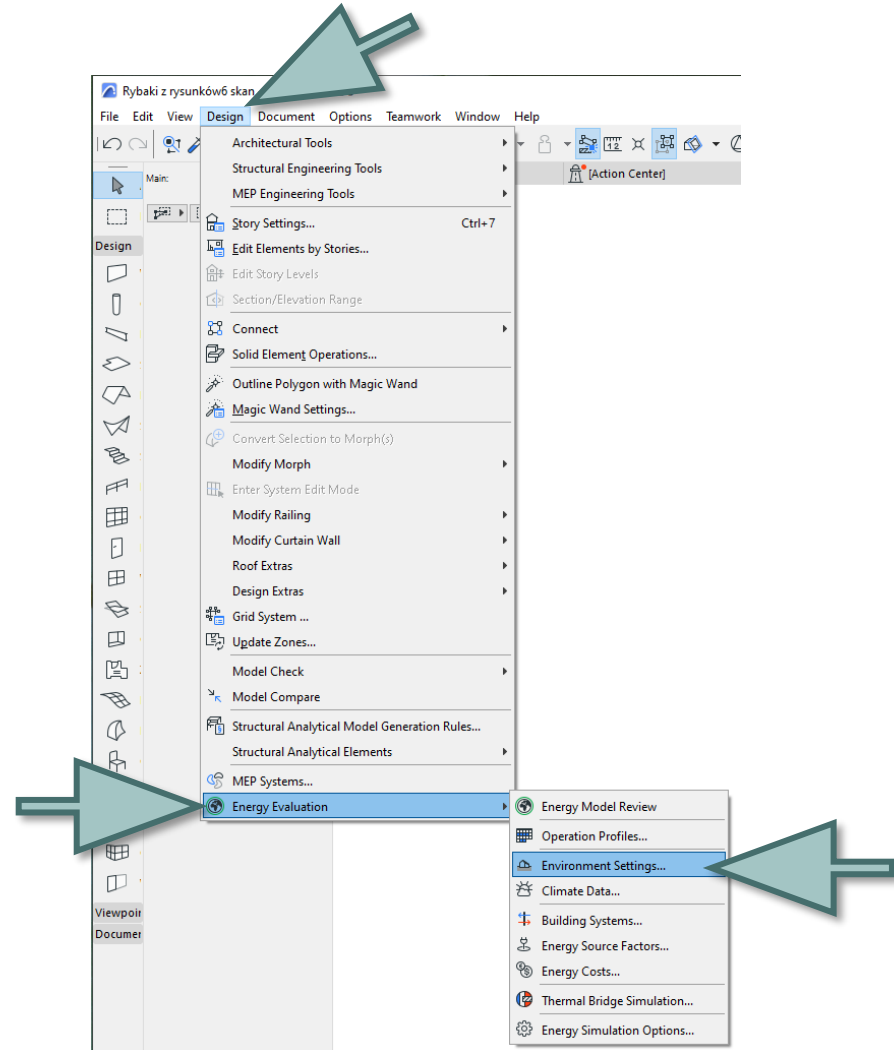 Rybaki z rysunków6 skan
File Edit View Design Document Options Teamwork Window Help
Main:
[Action Center]
Design
Architectural Tools
Structural Engineering Tools
MEP Engineering Tools
Story Settings... Ctrl+7
Edit Elements by Stories...
Edit Story Levels
Section/Elevation Range
Connect
Solid Element Operations...
Outline Polygon with Magic Wand
Magic Wand Settings...
Convert Selection to Morph(s)
Modify Morph
Enter System Edit Mode
Modify Railing
Modify Curtain Wall
Roof Extras
Design Extras
Grid System ...
Update Zones...
Model Check
Model Compare
Structural Analytical Model Generation Rules...
Structural Analytical Elements
MEP Systems...
Energy Evaluation
Energy Model Review
Operation Profiles...
Environment Settings...
Climate Data...
Building Systems...
Energy Source Factors...
Energy Costs...
Thermal Bridge Simulation...
Energy Simulation Options...
Viewpoir
Documer